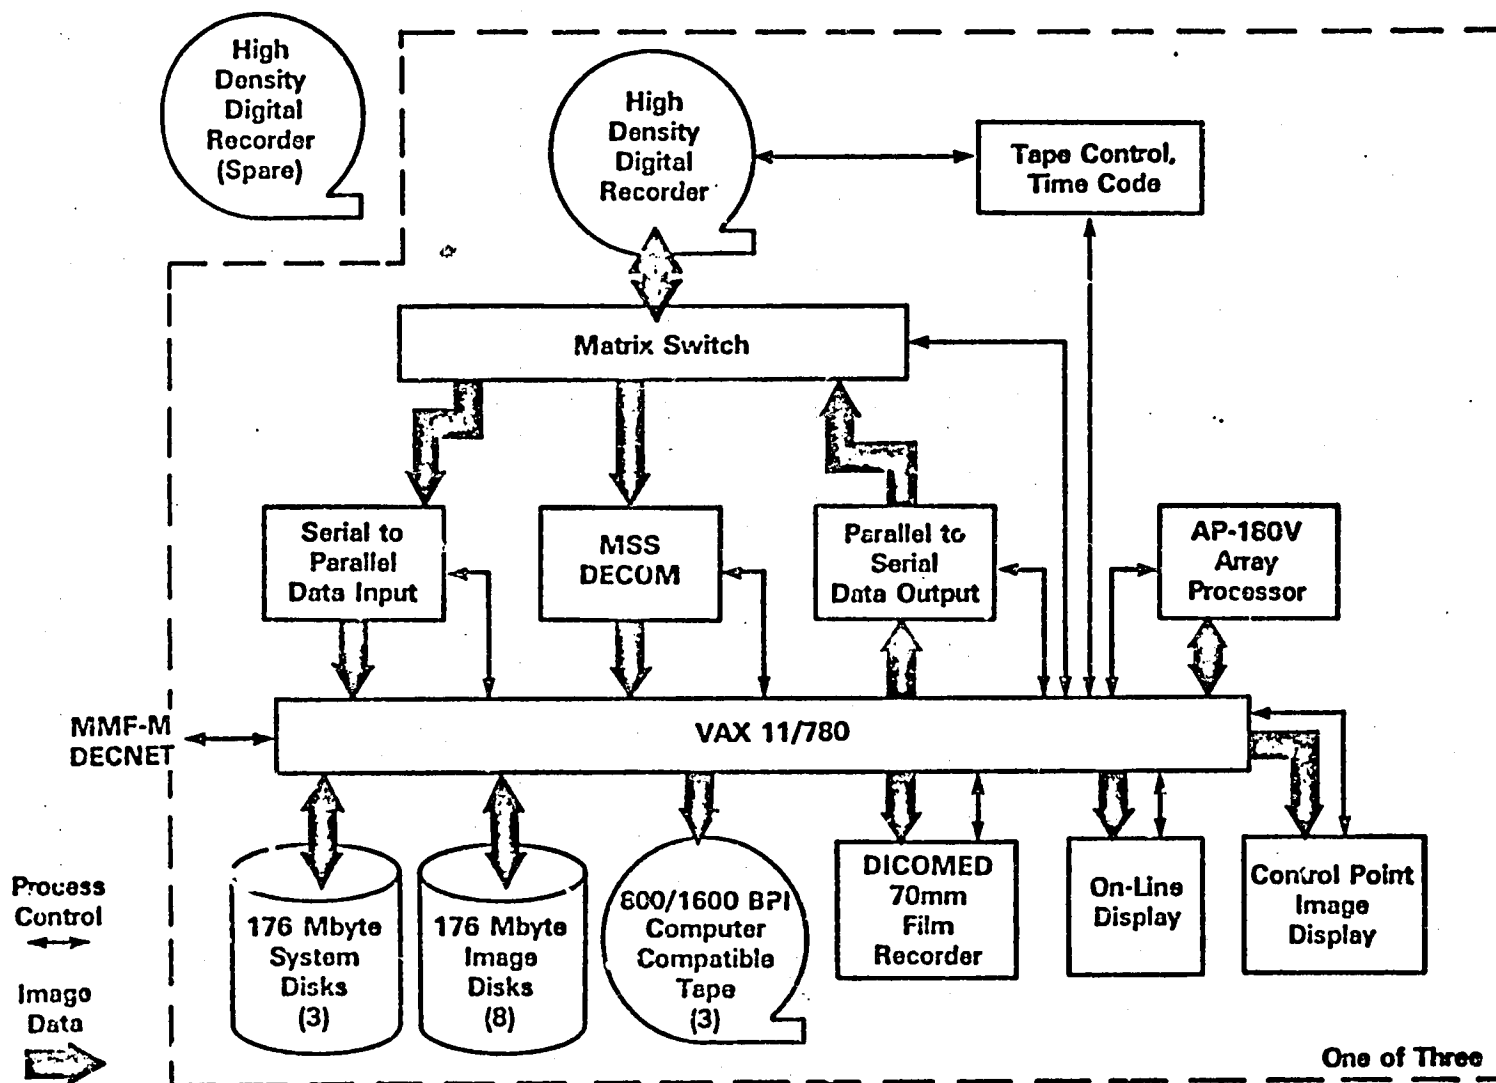 High
Density
Digital
Recorder
(Spare)
High
Density
Digital
Recorder
Tape Control,
Time Code
Matrix Switch
Serial to
Parallel
Data Input
MSS
DECOM
Parallel to
Serial
Data Output
AP-180V
Array
Processor
MMF-M
DECNET
VAX 11/780
Process
Control
Image
Data
176 Mbyte
System
Disks
(3)
176 Mbyte
Image
Disks
(8)
800/1600 BPI
Computer
Compatible
Tape
(3)
DICOMED
70mm
Film
Recorder
On-Line
Display
Control Point
Image
Display
One of Three